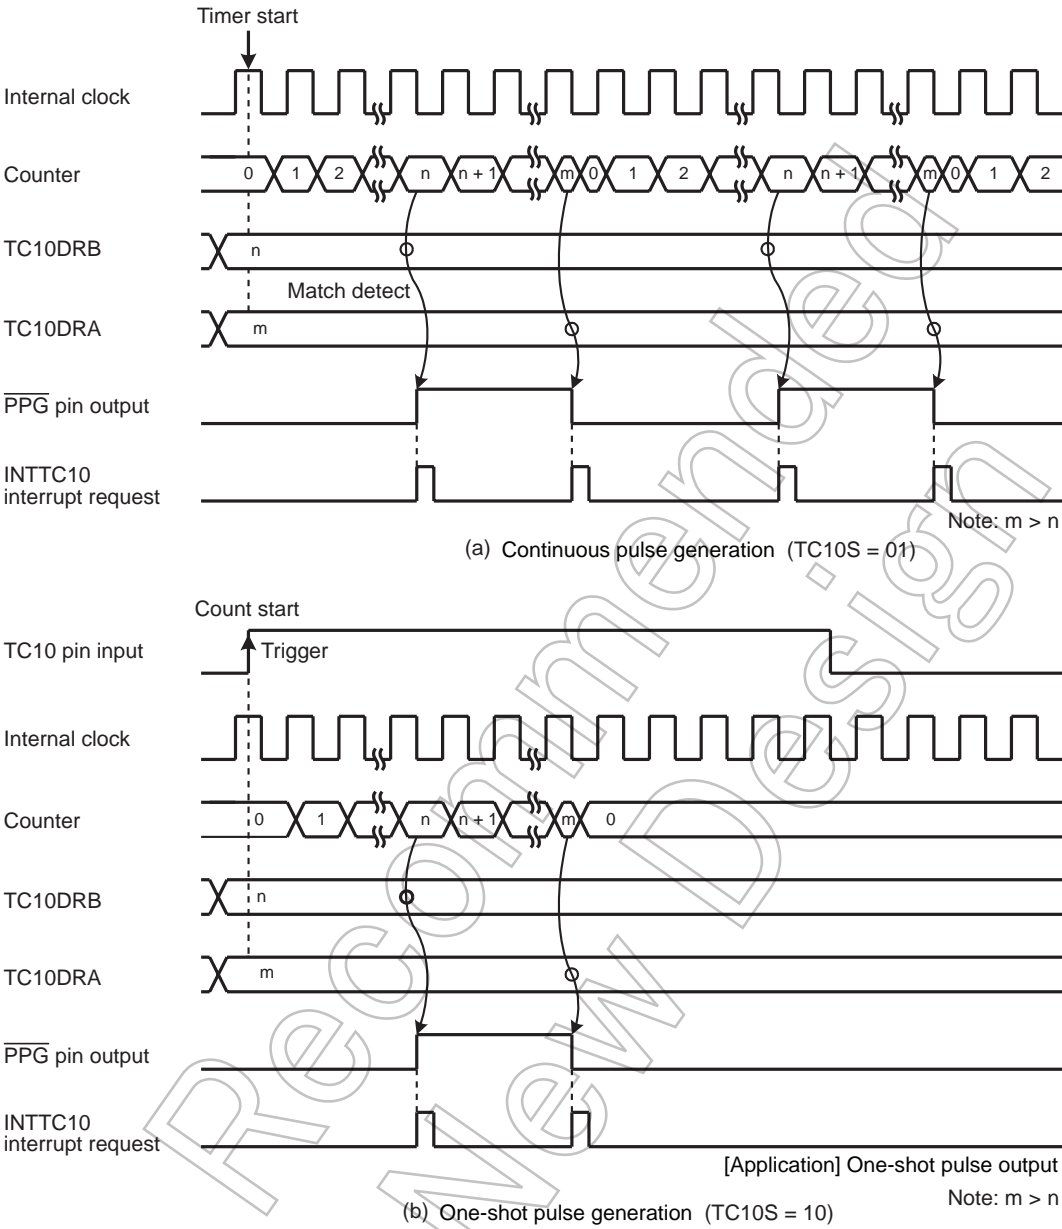 Timer start
Internal clock
Counter 0 1 2 n n + 1 m 0 1 2 n n + 1 m 0 1 2
TC10DRB n
Match detect
TC10DRA m
PPG pin output
INTTC10
interrupt request
Note: m > n
(a) Continuous pulse generation (TC10S = 01)
Count start
TC10 pin input Trigger
Internal clock
Counter 0 1 n n + 1 m 0
TC10DRB n
TC10DRA m
PPG pin output
INTTC10
interrupt request
[Application] One-shot pulse output
Note: m > n
(b) One-shot pulse generation (TC10S = 10)
Recommended
New Design